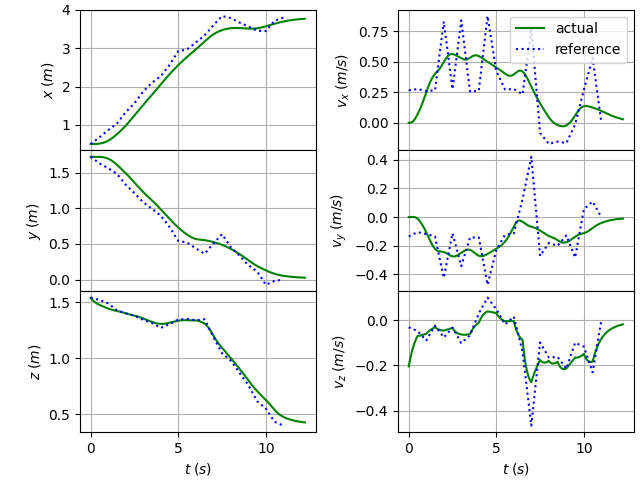 4
3
2
1
x (m)
1.5
1.0
0.5
0.0
y (m)
1.5
1.0
0.5
z (m)
0
5
10
t (s)
0.75
0.50
0.25
0.00
v_x (m/s)
actual
reference
0.4
0.2
0.0
−0.2
−0.4
v_y (m/s)
0.0
−0.2
−0.4
v_z (m/s)
0
5
10
t (s)